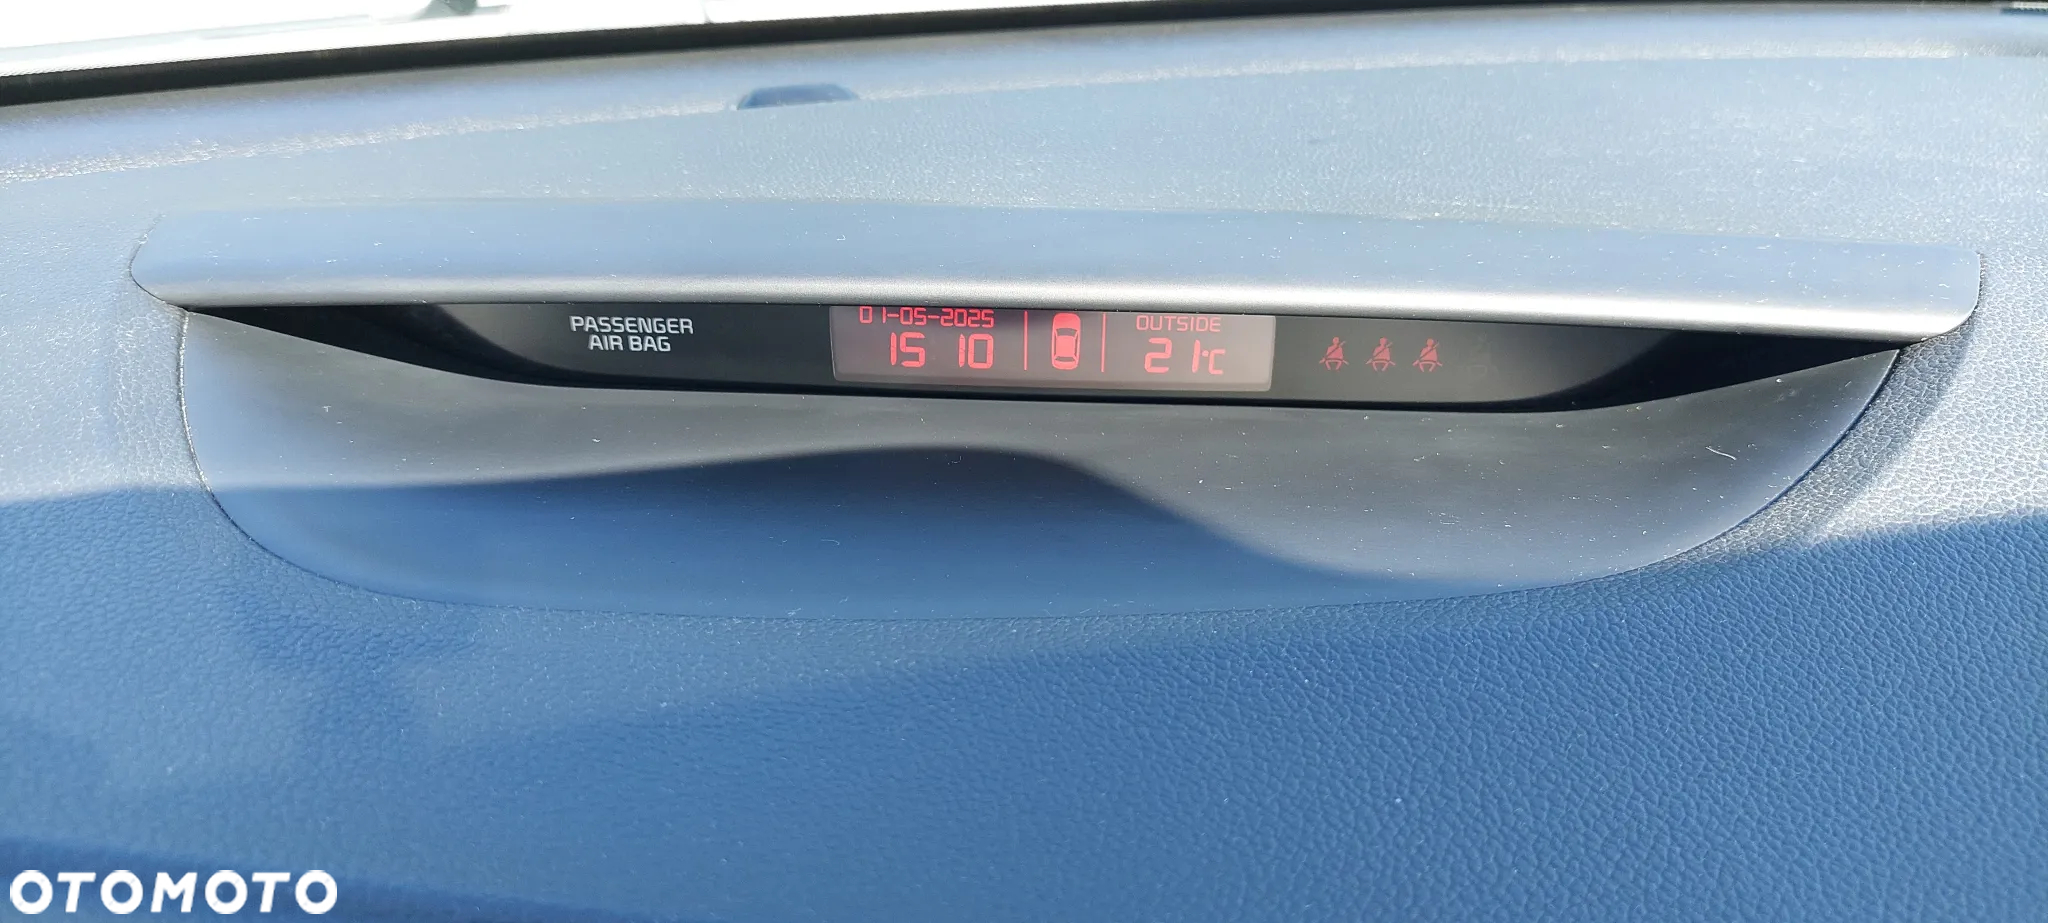 PASSENGER
AIR BAG
01-05-2025
15 10
OUTSIDE
21°C
OTOMOTO